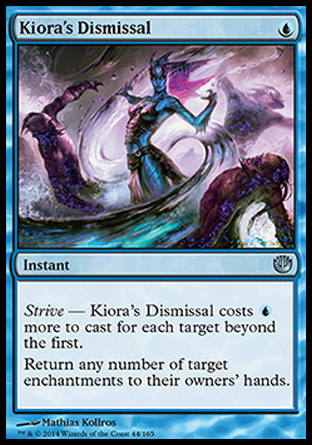 Kiora's Dismissal
Instant
Strive — Kiora's Dismissal costs
more to cast for each target beyond
the first.
Return any number of target
enchantments to their owners' hands.
Mathias Kollros
™ & © 2014 Wizards of the Coast 44/165